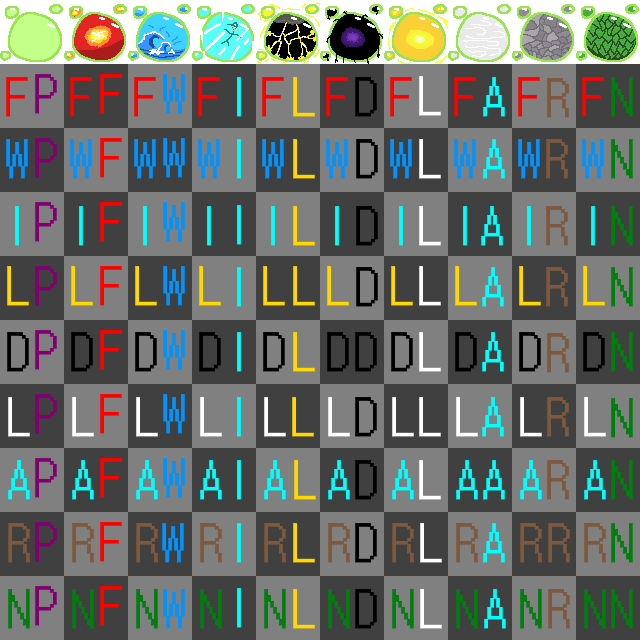 FP FF FW FI FL FD FL FA FR FN
WP WF WW WI WL WD WL WA WR WN
IP IF IW II IL ID IL IA IR IN
LP LF LW LI LL LD LL LA LR LN
DP DF DW DI DL DD DL DA DR DN
LP LF LW LI LL LD LL LA LR LN
AP AF AW AI AL AD AL AA AR AN
RP RF RW RI RL RD RL RA RR RN
NP NF NW NI NL ND NL NA NR NN